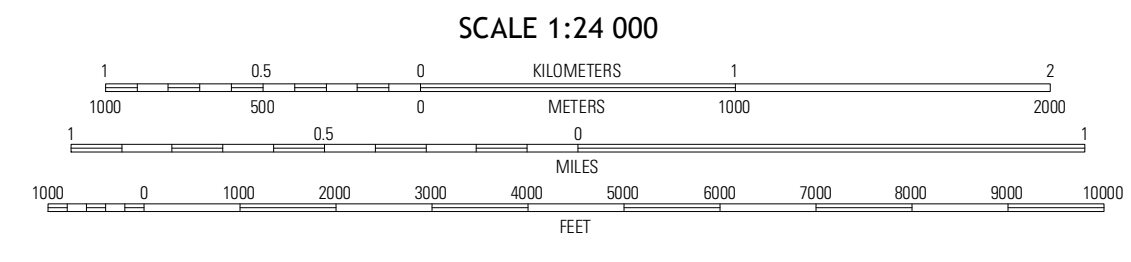 SCALE 1:24 000
1 0.5 0 KILOMETERS 1 2
1000 500 0 METERS 1000 2000
1 0.5 0 1
MILES
1000 0 1000 2000 3000 4000 5000 6000 7000 8000 9000 10000
FEET